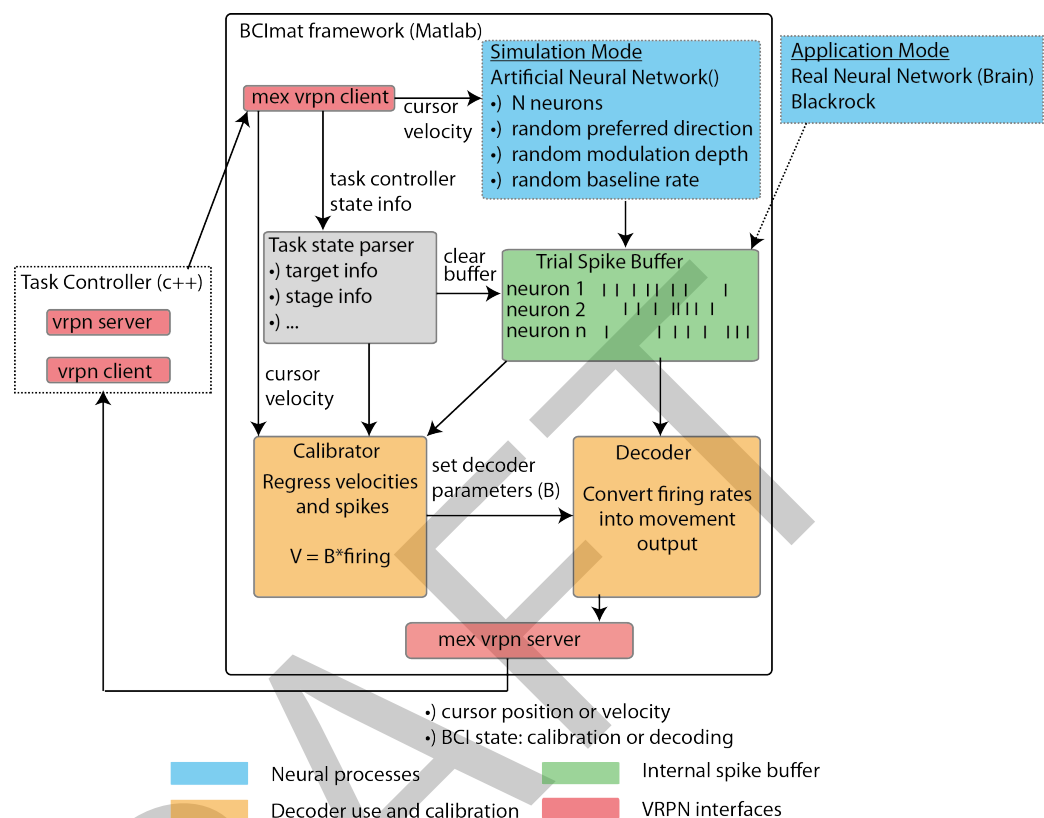 BCImat framework (Matlab)
Simulation Mode
Artificial Neural Network()
•) N neurons
•) random preferred direction
•) random modulation depth
•) random baseline rate
Application Mode
Real Neural Network (Brain)
Blackrock
mex vrpn client
cursor
velocity
task controller
state info
Task state parser
•) target info
•) stage info
•) ...
clear
buffer
Trial Spike Buffer
neuron 1
neuron 2
neuron n
Task Controller (c++)
vrpn server
vrpn client
cursor
velocity
Calibrator
Regress velocities
and spikes
V = B*firing
set decoder
parameters (B)
Decoder
Convert firing rates
into movement
output
mex vrpn server
•) cursor position or velocity
•) BCI state: calibration or decoding
Neural processes
Internal spike buffer
Decoder use and calibration
VRPN interfaces